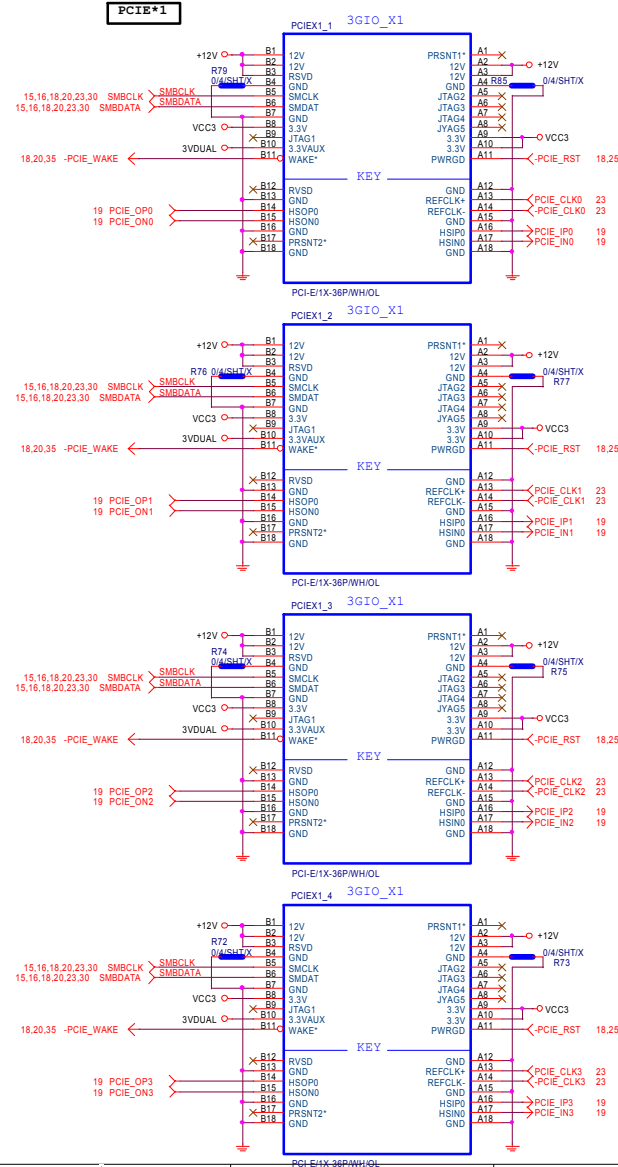 PCIE*1
PCIEX1_1 3GIO_X1
+12V B1 12V PRSNT1* A1
B2 12V 12V A2 +12V
B3 RSVD 12V A3
R79 0/4/SHT/X B4 GND GND A4 R85 0/4/SHT/X
15,16,18,20,23,30 SMBCLK SMBCLK B5 SMCLK JTAG2 A5
15,16,18,20,23,30 SMBDATA SMBDATA B6 SMDAT JTAG3 A6
B7 GND JTAG4 A7
VCC3 B8 3.3V JYAG5 A8
B9 JTAG1 3.3V A9 VCC3
3VDUAL B10 3.3VAUX 3.3V A10
18,20,35 -PCIE_WAKE B11 WAKE* PWRGD A11 -PCIE_RST 18,25
KEY
B12 RVSD GND A12
B13 GND REFCLK+ A13 PCIE_CLK0 23
19 PCIE_OP0 B14 HSOP0 REFCLK- A14 -PCIE_CLK0 23
19 PCIE_ON0 B15 HSON0 GND A15
B16 GND HSIP0 A16 PCIE_IP0 19
B17 PRSNT2* HSIN0 A17 PCIE_IN0 19
B18 GND GND A18
PCI-E/1X-36P/WH/OL
PCIEX1_2 3GIO_X1
+12V B1 12V PRSNT1* A1
B2 12V 12V A2 +12V
B3 RSVD 12V A3
R76 0/4/SHT/X B4 GND GND A4 0/4/SHT/X R77
15,16,18,20,23,30 SMBCLK SMBCLK B5 SMCLK JTAG2 A5
15,16,18,20,23,30 SMBDATA SMBDATA B6 SMDAT JTAG3 A6
B7 GND JTAG4 A7
VCC3 B8 3.3V JYAG5 A8
B9 JTAG1 3.3V A9 VCC3
3VDUAL B10 3.3VAUX 3.3V A10
18,20,35 -PCIE_WAKE B11 WAKE* PWRGD A11 -PCIE_RST 18,25
KEY
B12 RVSD GND A12
B13 GND REFCLK+ A13 PCIE_CLK1 23
19 PCIE_OP1 B14 HSOP0 REFCLK- A14 -PCIE_CLK1 23
19 PCIE_ON1 B15 HSON0 GND A15
B16 GND HSIP0 A16 PCIE_IP1 19
B17 PRSNT2* HSIN0 A17 PCIE_IN1 19
B18 GND GND A18
PCI-E/1X-36P/WH/OL
PCIEX1_3 3GIO_X1
+12V B1 12V PRSNT1* A1
B2 12V 12V A2 +12V
B3 RSVD 12V A3
R74 0/4/SHT/X B4 GND GND A4 0/4/SHT/X R75
15,16,18,20,23,30 SMBCLK SMBCLK B5 SMCLK JTAG2 A5
15,16,18,20,23,30 SMBDATA SMBDATA B6 SMDAT JTAG3 A6
B7 GND JTAG4 A7
VCC3 B8 3.3V JYAG5 A8
B9 JTAG1 3.3V A9 VCC3
3VDUAL B10 3.3VAUX 3.3V A10
18,20,35 -PCIE_WAKE B11 WAKE* PWRGD A11 -PCIE_RST 18,25
KEY
B12 RVSD GND A12
B13 GND REFCLK+ A13 PCIE_CLK2 23
19 PCIE_OP2 B14 HSOP0 REFCLK- A14 -PCIE_CLK2 23
19 PCIE_ON2 B15 HSON0 GND A15
B16 GND HSIP0 A16 PCIE_IP2 19
B17 PRSNT2* HSIN0 A17 PCIE_IN2 19
B18 GND GND A18
PCI-E/1X-36P/WH/OL
PCIEX1_4 3GIO_X1
+12V B1 12V PRSNT1* A1
B2 12V 12V A2 +12V
B3 RSVD 12V A3
R72 0/4/SHT/X B4 GND GND A4 0/4/SHT/X R73
15,16,18,20,23,30 SMBCLK SMBCLK B5 SMCLK JTAG2 A5
15,16,18,20,23,30 SMBDATA SMBDATA B6 SMDAT JTAG3 A6
B7 GND JTAG4 A7
VCC3 B8 3.3V JYAG5 A8
B9 JTAG1 3.3V A9 VCC3
3VDUAL B10 3.3VAUX 3.3V A10
18,20,35 -PCIE_WAKE B11 WAKE* PWRGD A11 -PCIE_RST 18,25
KEY
B12 RVSD GND A12
B13 GND REFCLK+ A13 PCIE_CLK3 23
19 PCIE_OP3 B14 HSOP0 REFCLK- A14 -PCIE_CLK3 23
19 PCIE_ON3 B15 HSON0 GND A15
B16 GND HSIP0 A16 PCIE_IP3 19
B17 PRSNT2* HSIN0 A17 PCIE_IN3 19
B18 GND GND A18
PCI-E/1X-36P/WH/OL